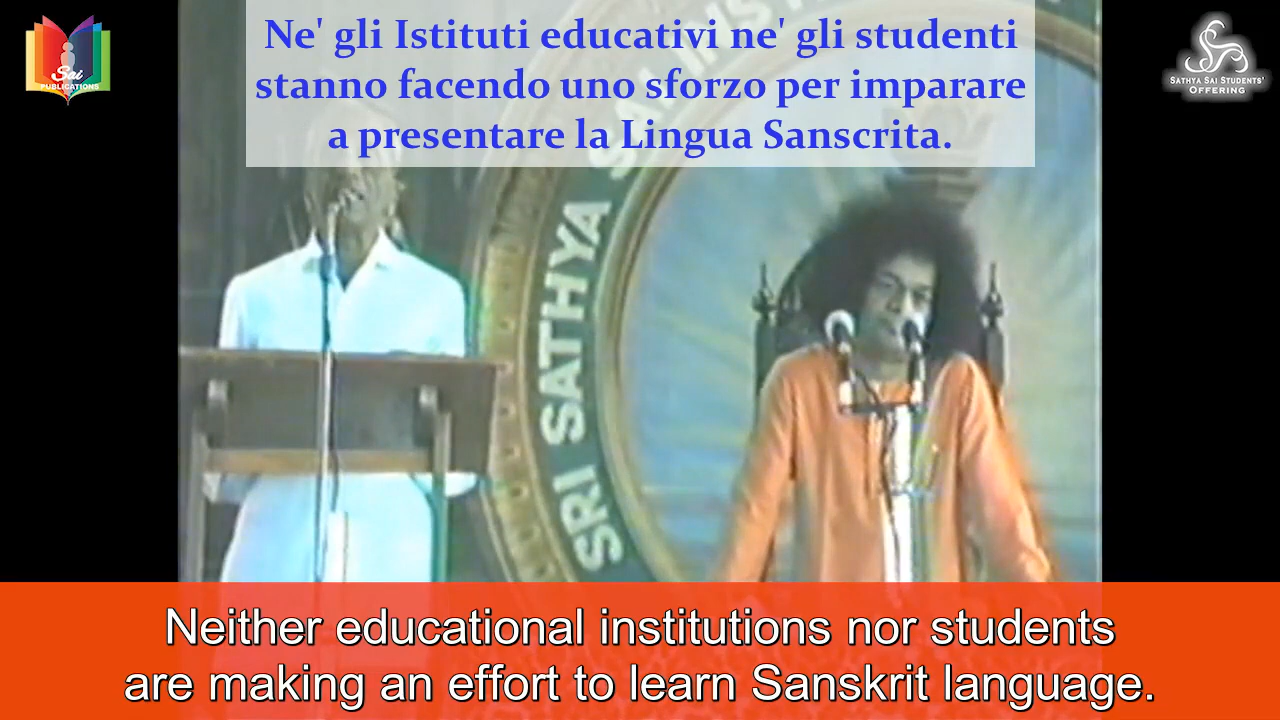 Ne' gli Istituti educativi ne' gli studenti
stanno facendo uno sforzo per imparare
a presentare la Lingua Sanscrita.
Sai
PUBLICATIONS
SATHYA SAI STUDENTS'
OFFERING
SRI SATHYA SAI INS
Neither educational institutions nor students
are making an effort to learn Sanskrit language.